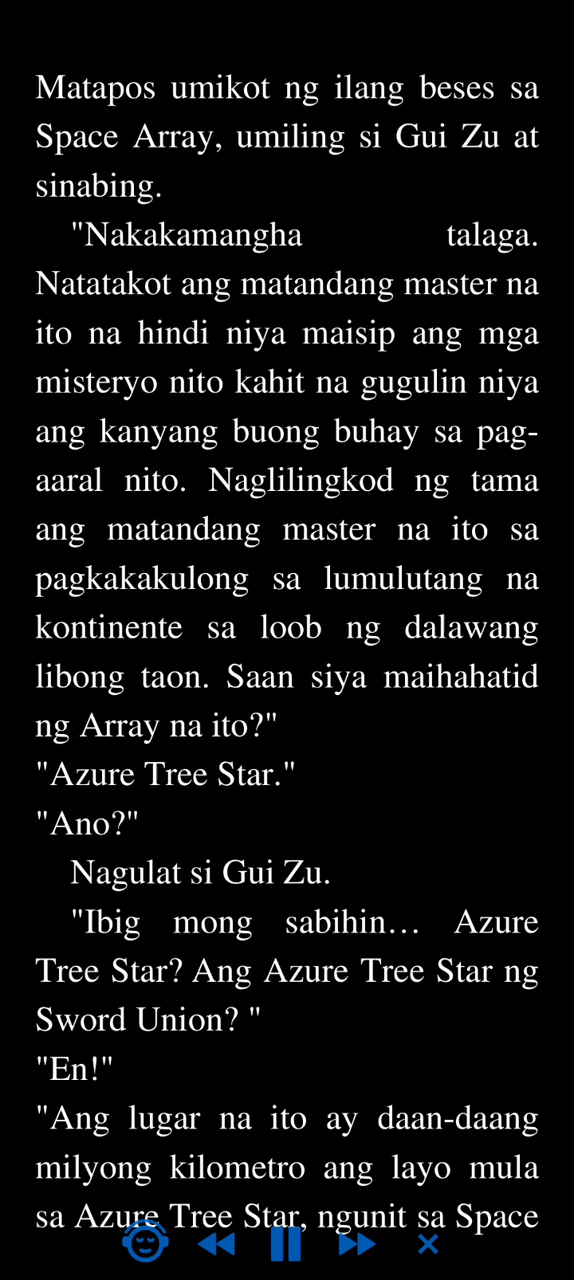 Matapos umikot ng ilang beses sa
Space Array, umiling si Gui Zu at
sinabing.
"Nakakamangha talaga.
Natatakot ang matandang master na
ito na hindi niya maisip ang mga
misteryo nito kahit na gugulin niya
ang kanyang buong buhay sa pag-
aaral nito. Naglilingkod ng tama
ang matandang master na ito sa
pagkakakulong sa lumulutang na
kontinente sa loob ng dalawang
libong taon. Saan siya maihahatid
ng Array na ito?"
"Azure Tree Star."
"Ano?"
Nagulat si Gui Zu.
"Ibig mong sabihin… Azure
Tree Star? Ang Azure Tree Star ng
Sword Union? "
"En!"
"Ang lugar na ito ay daan-daang
milyong kilometro ang layo mula
sa Azure Tree Star, ngunit sa Space